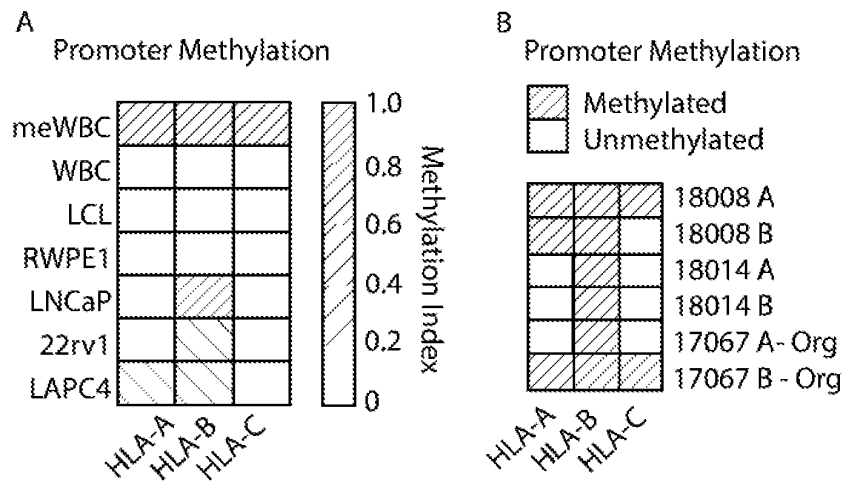 A
Promoter Methylation
meWBC
WBC
LCL
RWPE1
LNCaP
22rv1
LAPC4
HLA-A
HLA-B
HLA-C
1.0
0.8
0.6
0.4
0.2
0
Methylation Index
B
Promoter Methylation
Methylated
Unmethylated
18008 A
18008 B
18014 A
18014 B
17067 A- Org
17067 B - Org
HLA-A
HLA-B
HLA-C